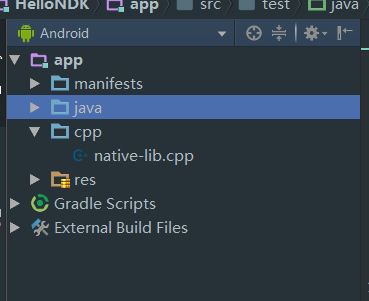 HelloNDK app src test java
Android
app
manifests
java
cpp
native-lib.cpp
res
Gradle Scripts
External Build Files